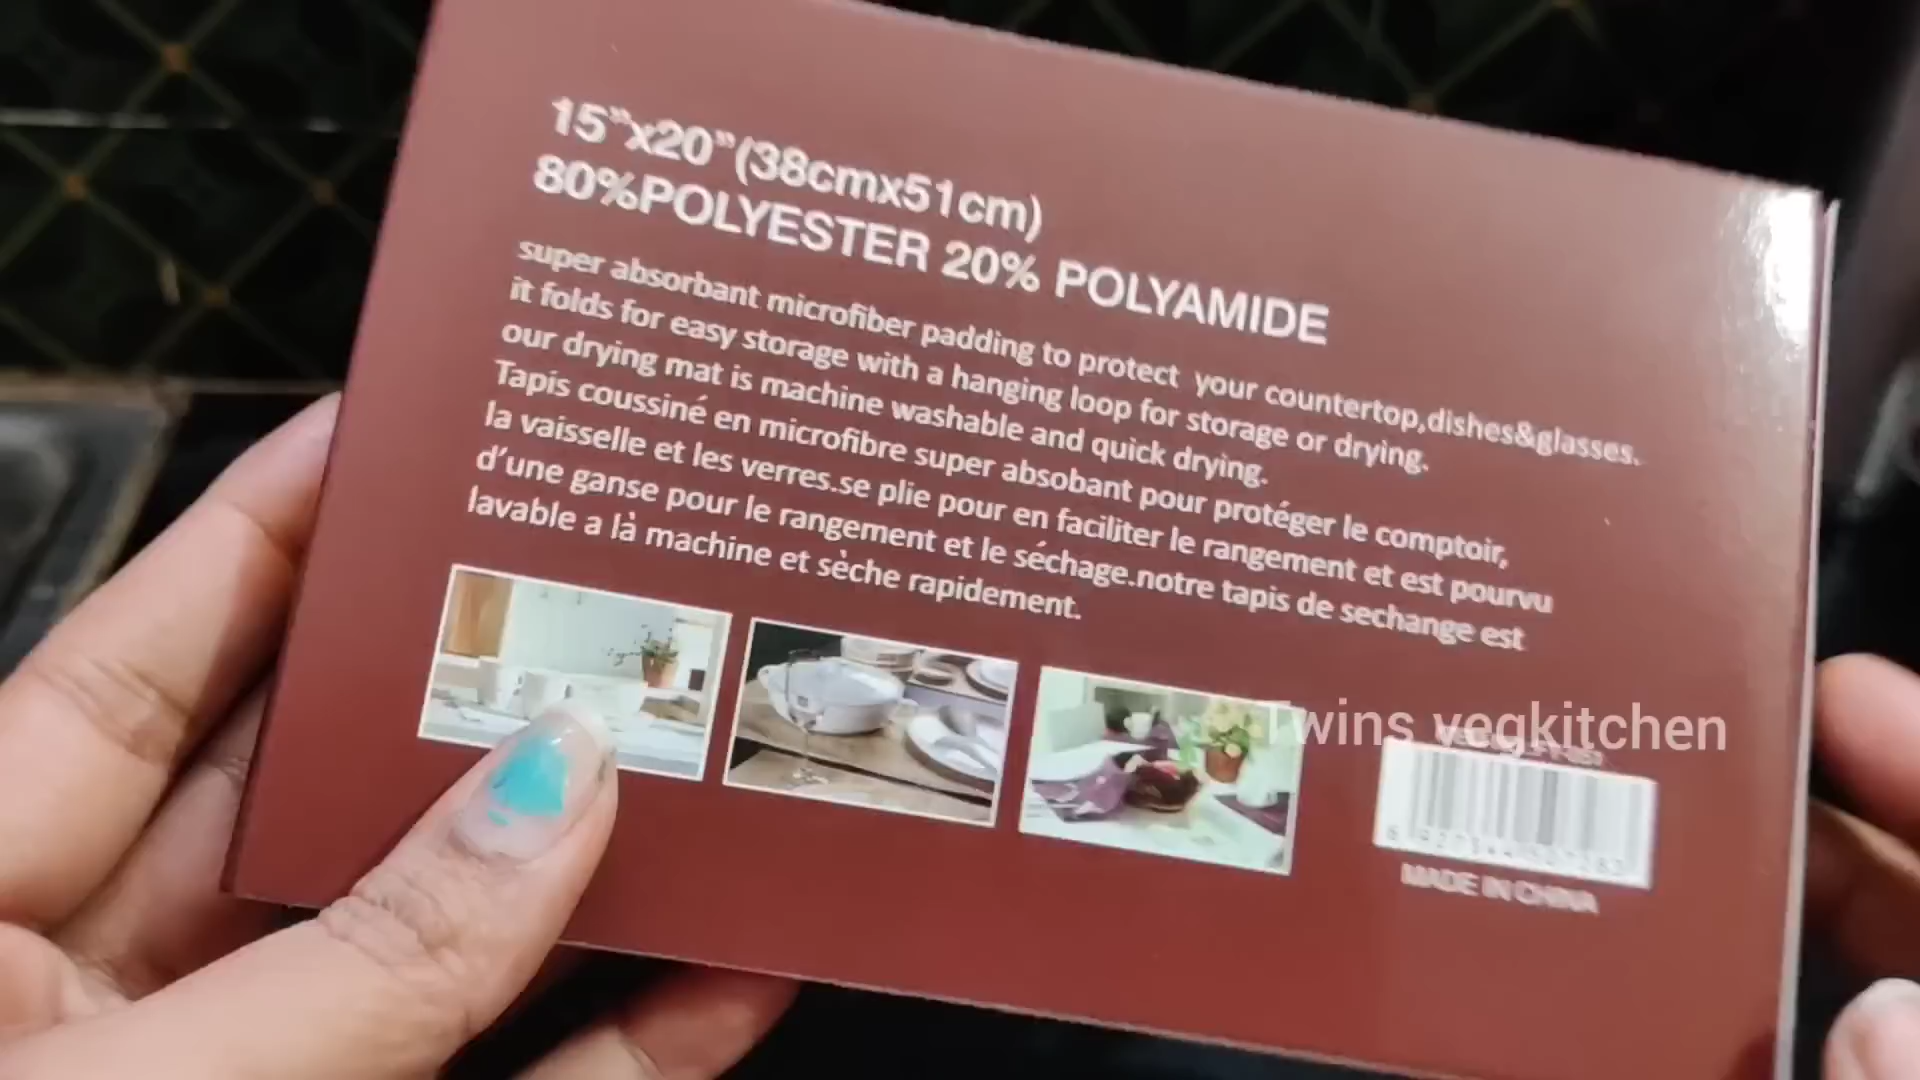 15”x20”(38cmx51cm)
80%POLYESTER 20% POLYAMIDE
super absorbant microfiber padding to protect your countertop,dishes&glasses.
it folds for easy storage with a hanging loop for storage or drying.
our drying mat is machine washable and quick drying.
Tapis coussiné en microfibre super absobant pour protéger le comptoir,
la vaisselle et les verres.se plie pour en faciliter le rangement et est pourvu
d’une ganse pour le rangement et le séchage.notre tapis de sechange est
lavable a là machine et sèche rapidement.
Twins vegkitchen
MADE IN CHINA